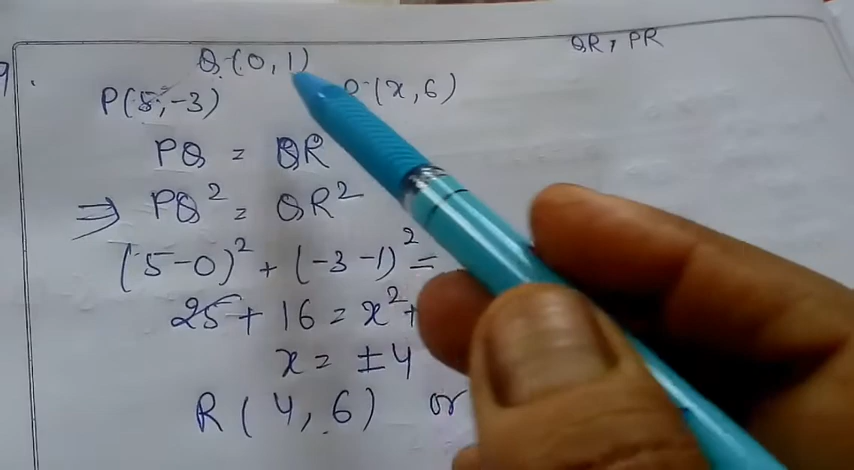 9.
Q-(0, 1)
QR, PR
P(5, -3)
R-(x, 6)
PQ = QR
⇒ PQ² = QR²
(5-0)² + (-3-1)² =
25 + 16 = x² +
x = ±4
R(4, 6) or